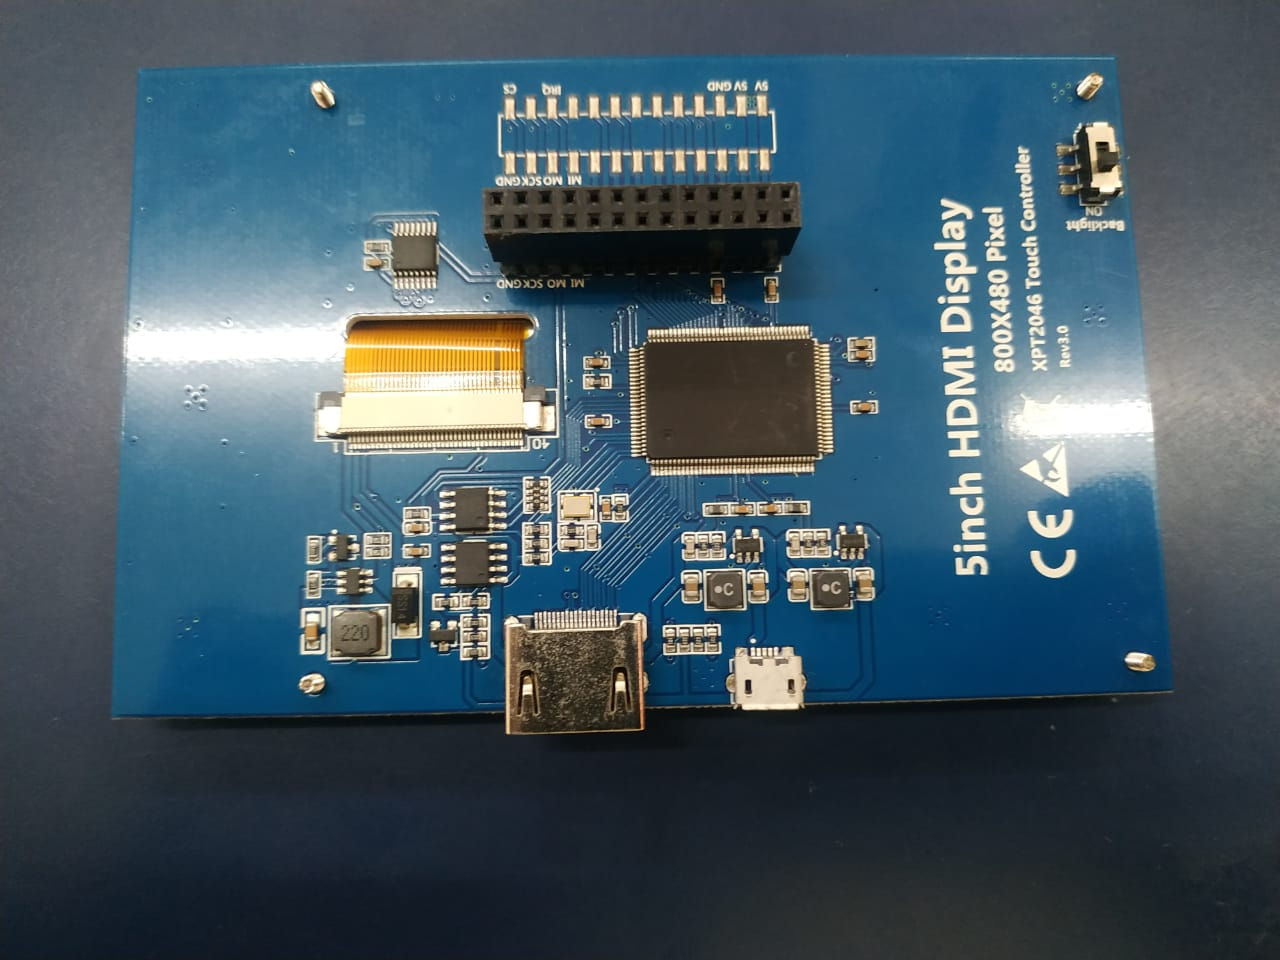 CS IRQ GND 5V 5V
GND SCK MO MI
GND SCK MO MI
Backlight
ON
5inch HDMI Display
800X480 Pixel
XPT2046 Touch Controller
Rev3.0
CE
40
220
SS14
C
C